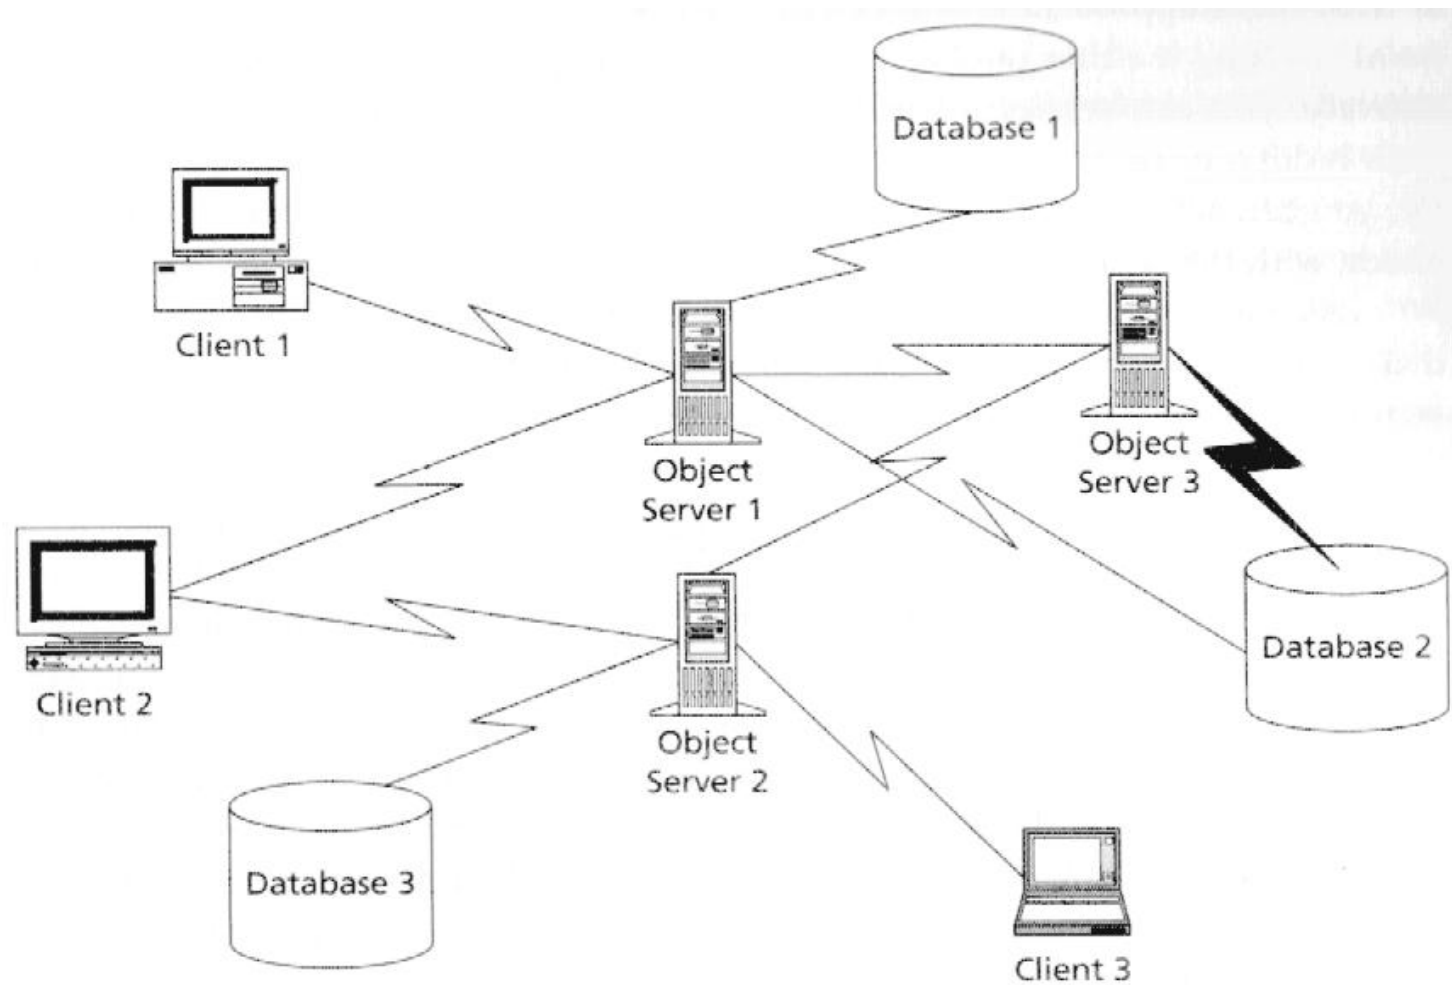 Database 1
Client 1
Object
Server 1
Object
Server 3
Client 2
Database 2
Object
Server 2
Database 3
Client 3